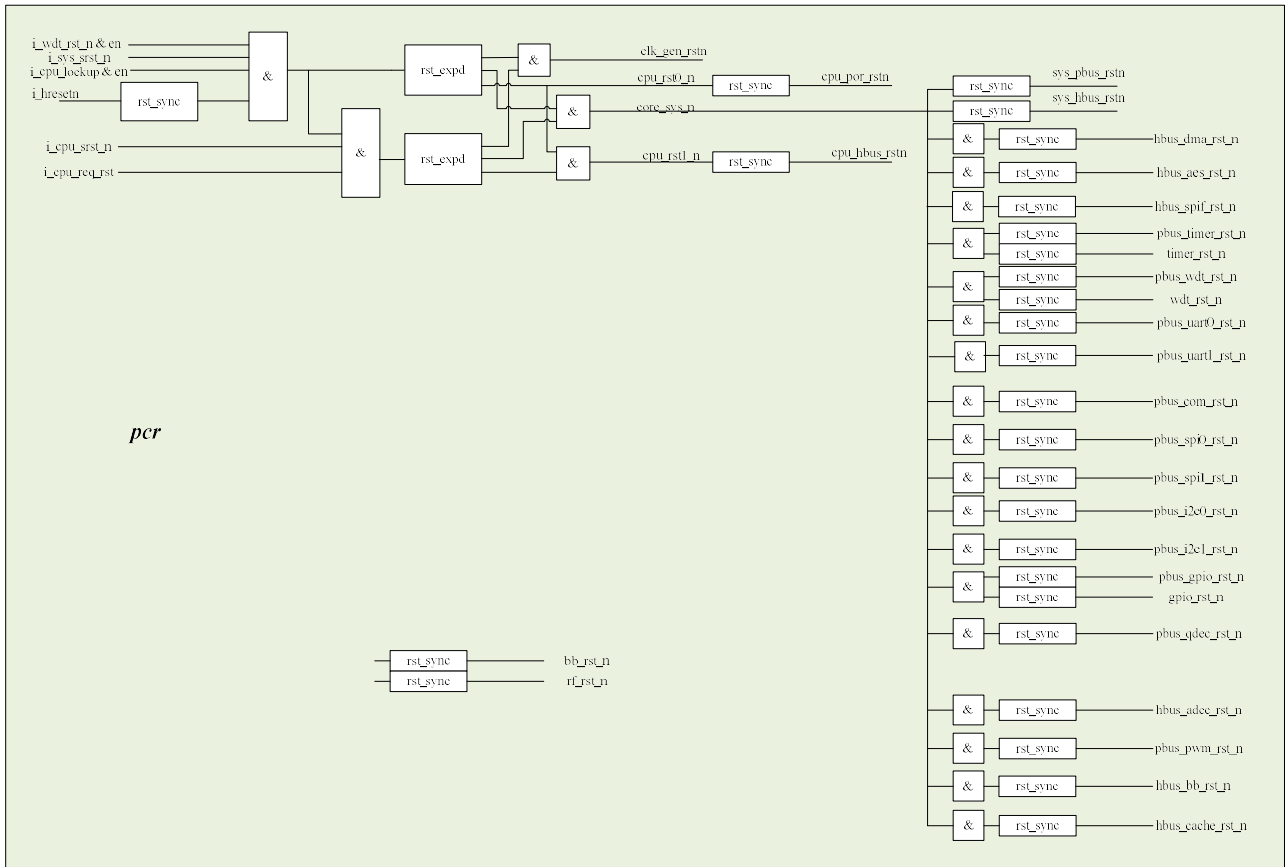 i_wdt_rst_n & en
i_sys_srst_n
i_cpu_lockup & en
i_hresetn
rst_sync
&
i_cpu_srst_n
i_cpu_req_rst
&
rst_expd
rst_expd
&
&
&
clk_gen_rstn
cpu_rst0_n
rst_sync
cpu_por_rstn
core_sys_n
cpu_rst1_n
rst_sync
cpu_hbus_rstn
rst_sync
sys_pbus_rstn
rst_sync
sys_hbus_rstn
& rst_sync hbus_dma_rst_n
& rst_sync hbus_aes_rst_n
& rst_sync hbus_spif_rst_n
& rst_sync pbus_timer_rst_n
rst_sync timer_rst_n
& rst_sync pbus_wdt_rst_n
rst_sync wdt_rst_n
& rst_sync pbus_uart0_rst_n
& rst_sync pbus_uart1_rst_n
& rst_sync pbus_com_rst_n
& rst_sync pbus_spi0_rst_n
& rst_sync pbus_spi1_rst_n
& rst_sync pbus_i2c0_rst_n
& rst_sync pbus_i2c1_rst_n
& rst_sync pbus_gpio_rst_n
rst_sync gpio_rst_n
& rst_sync pbus_qdec_rst_n
& rst_sync hbus_adcc_rst_n
& rst_sync pbus_pwm_rst_n
& rst_sync hbus_bb_rst_n
& rst_sync hbus_cache_rst_n
pcr
rst_sync bb_rst_n
rst_sync rf_rst_n